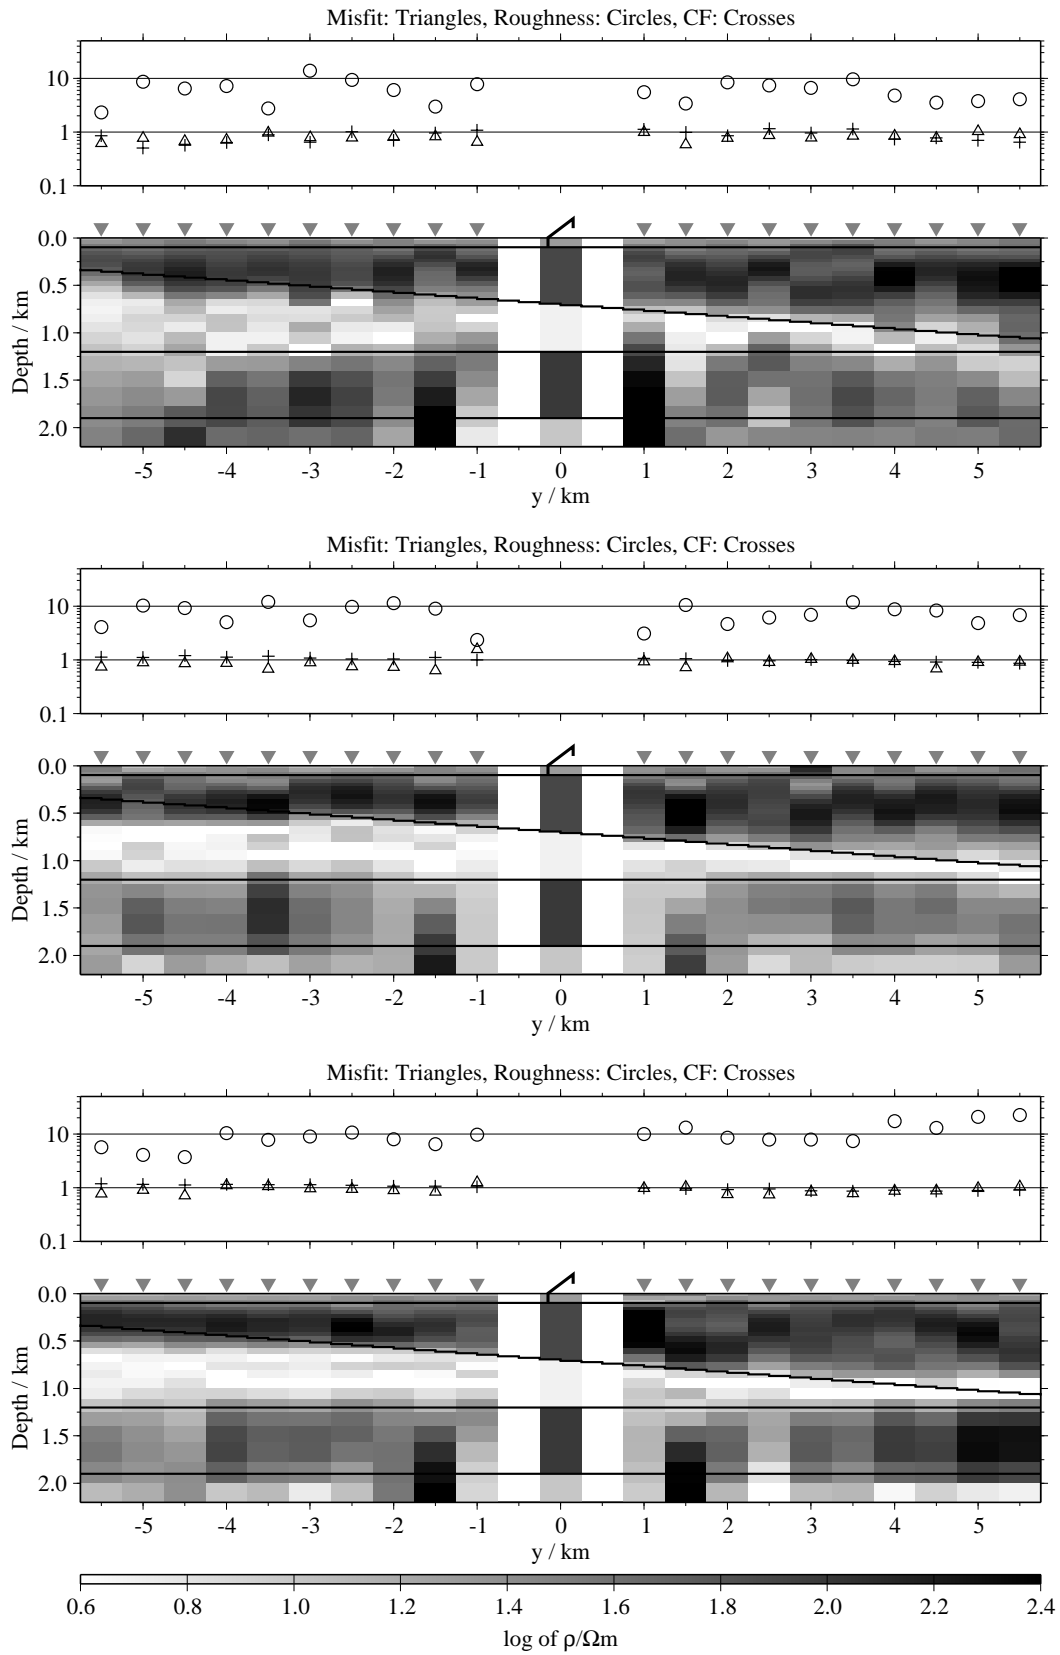 Misfit: Triangles, Roughness: Circles, CF: Crosses
10
1
0.1
0.0
0.5
1.0
1.5
2.0
Depth / km
-5 -4 -3 -2 -1 0 1 2 3 4 5
y / km
Misfit: Triangles, Roughness: Circles, CF: Crosses
10
1
0.1
0.0
0.5
1.0
1.5
2.0
Depth / km
-5 -4 -3 -2 -1 0 1 2 3 4 5
y / km
Misfit: Triangles, Roughness: Circles, CF: Crosses
10
1
0.1
0.0
0.5
1.0
1.5
2.0
Depth / km
-5 -4 -3 -2 -1 0 1 2 3 4 5
y / km
0.6 0.8 1.0 1.2 1.4 1.6 1.8 2.0 2.2 2.4
log of ρ/Ωm